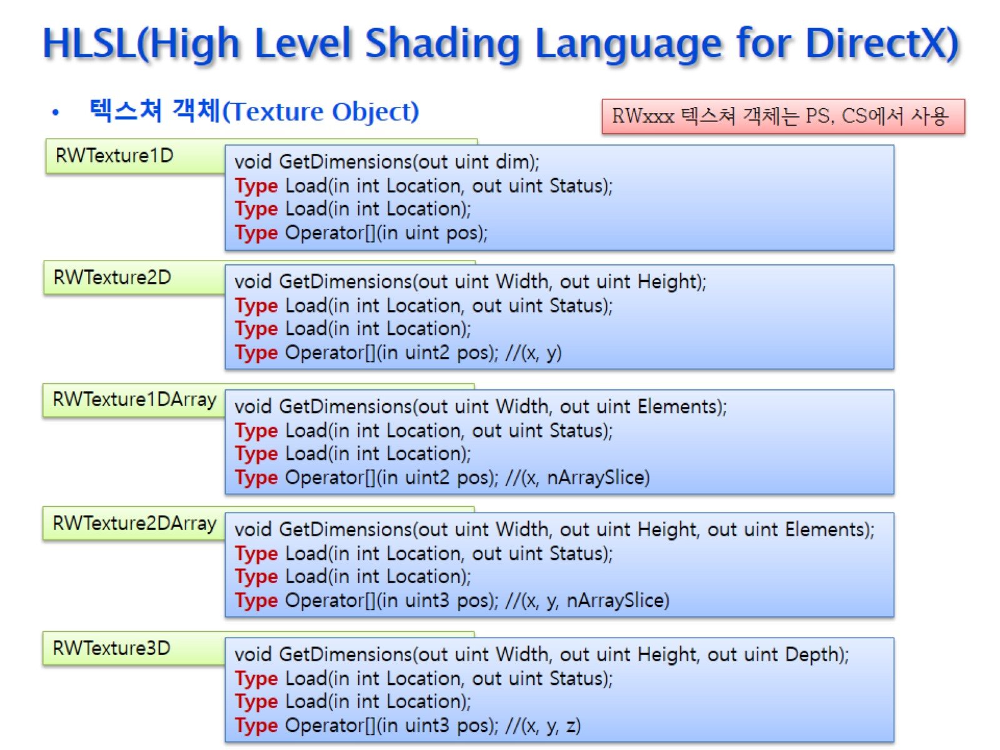 HLSL(High Level Shading Language for DirectX)
• 텍스쳐 객체(Texture Object)
RWxxx 텍스쳐 객체는 PS, CS에서 사용
RWTexture1D
void GetDimensions(out uint dim);
Type Load(in int Location, out uint Status);
Type Load(in int Location);
Type Operator[](in uint pos);
RWTexture2D
void GetDimensions(out uint Width, out uint Height);
Type Load(in int Location, out uint Status);
Type Load(in int Location);
Type Operator[](in uint2 pos); //(x, y)
RWTexture1DArray
void GetDimensions(out uint Width, out uint Elements);
Type Load(in int Location, out uint Status);
Type Load(in int Location);
Type Operator[](in uint2 pos); //(x, nArraySlice)
RWTexture2DArray
void GetDimensions(out uint Width, out uint Height, out uint Elements);
Type Load(in int Location, out uint Status);
Type Load(in int Location);
Type Operator[](in uint3 pos); //(x, y, nArraySlice)
RWTexture3D
void GetDimensions(out uint Width, out uint Height, out uint Depth);
Type Load(in int Location, out uint Status);
Type Load(in int Location);
Type Operator[](in uint3 pos); //(x, y, z)